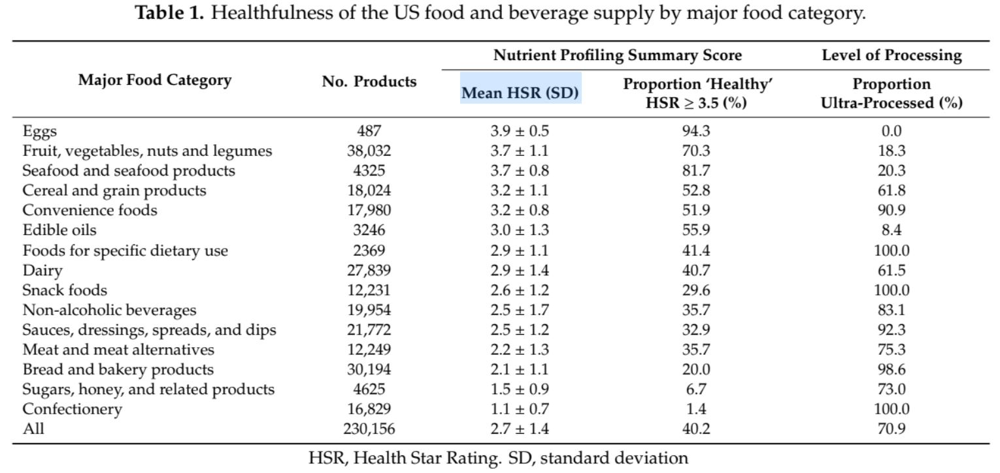 Table 1. Healthfulness of the US food and beverage supply by major food category.
Nutrient Profiling Summary Score Level of Processing
Major Food Category No. Products Mean HSR (SD) Proportion ‘Healthy’ HSR ≥ 3.5 (%) Proportion Ultra-Processed (%)
Eggs 487 3.9 ± 0.5 94.3 0.0
Fruit, vegetables, nuts and legumes 38,032 3.7 ± 1.1 70.3 18.3
Seafood and seafood products 4325 3.7 ± 0.8 81.7 20.3
Cereal and grain products 18,024 3.2 ± 1.1 52.8 61.8
Convenience foods 17,980 3.2 ± 0.8 51.9 90.9
Edible oils 3246 3.0 ± 1.3 55.9 8.4
Foods for specific dietary use 2369 2.9 ± 1.1 41.4 100.0
Dairy 27,839 2.9 ± 1.4 40.7 61.5
Snack foods 12,231 2.6 ± 1.2 29.6 100.0
Non-alcoholic beverages 19,954 2.5 ± 1.7 35.7 83.1
Sauces, dressings, spreads, and dips 21,772 2.5 ± 1.2 32.9 92.3
Meat and meat alternatives 12,249 2.2 ± 1.3 35.7 75.3
Bread and bakery products 30,194 2.1 ± 1.1 20.0 98.6
Sugars, honey, and related products 4625 1.5 ± 0.9 6.7 73.0
Confectionery 16,829 1.1 ± 0.7 1.4 100.0
All 230,156 2.7 ± 1.4 40.2 70.9
HSR, Health Star Rating. SD, standard deviation